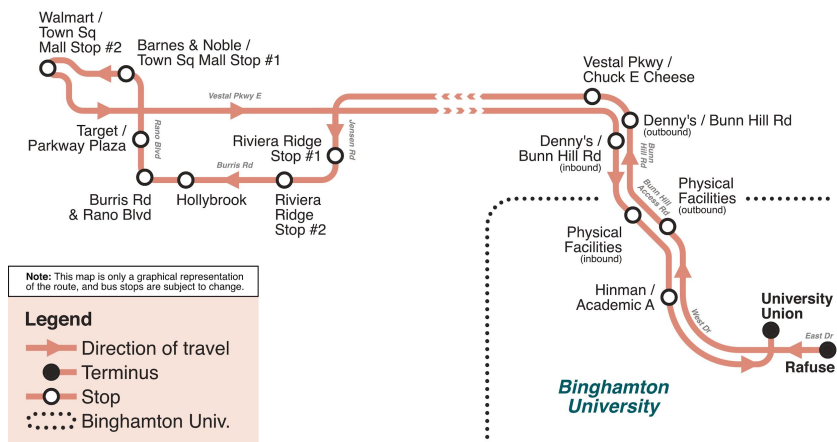 Walmart /
Town Sq
Mall Stop #2
Barnes & Noble /
Town Sq Mall Stop #1
Vestal Pkwy E
Target /
Parkway Plaza
Rano Blvd
Burris Rd
& Rano Blvd
Hollybrook
Burris Rd
Riviera
Ridge
Stop #2
Riviera Ridge
Stop #1
Jensen Rd
Vestal Pkwy /
Chuck E Cheese
Denny's / Bunn Hill Rd
(outbound)
Denny's /
Bunn Hill Rd
(inbound)
Bunn
Hill Rd
Bunn Hill
Access Rd
Physical
Facilities
(outbound)
Physical
Facilities
(inbound)
Hinman /
Academic A
West Dr
University
Union
East Dr
Rafuse
Binghamton
University
Note: This map is only a graphical representation
of the route, and bus stops are subject to change.
Legend
Direction of travel
Terminus
Stop
Binghamton Univ.